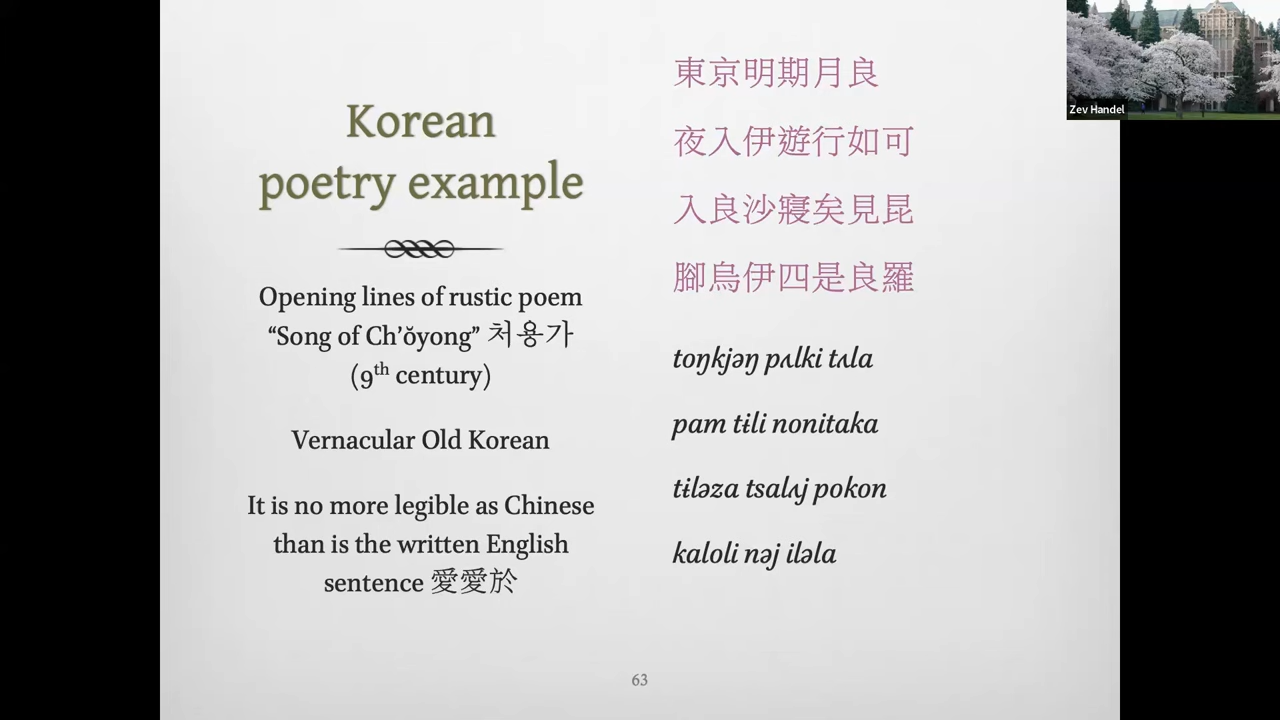 Korean
poetry example
Opening lines of rustic poem
“Song of Ch’ŏyong” 처용가
(9th century)
Vernacular Old Korean
It is no more legible as Chinese
than is the written English
sentence 愛愛於
東京明期月良
夜入伊遊行如可
入良沙寢矣見昆
腳烏伊四是良羅
toŋkjəŋ pʌlki tʌla
pam tɨli nonitaka
tɨləza tsalʌj pokon
kaloli nəj iləla
63
Zev Handel